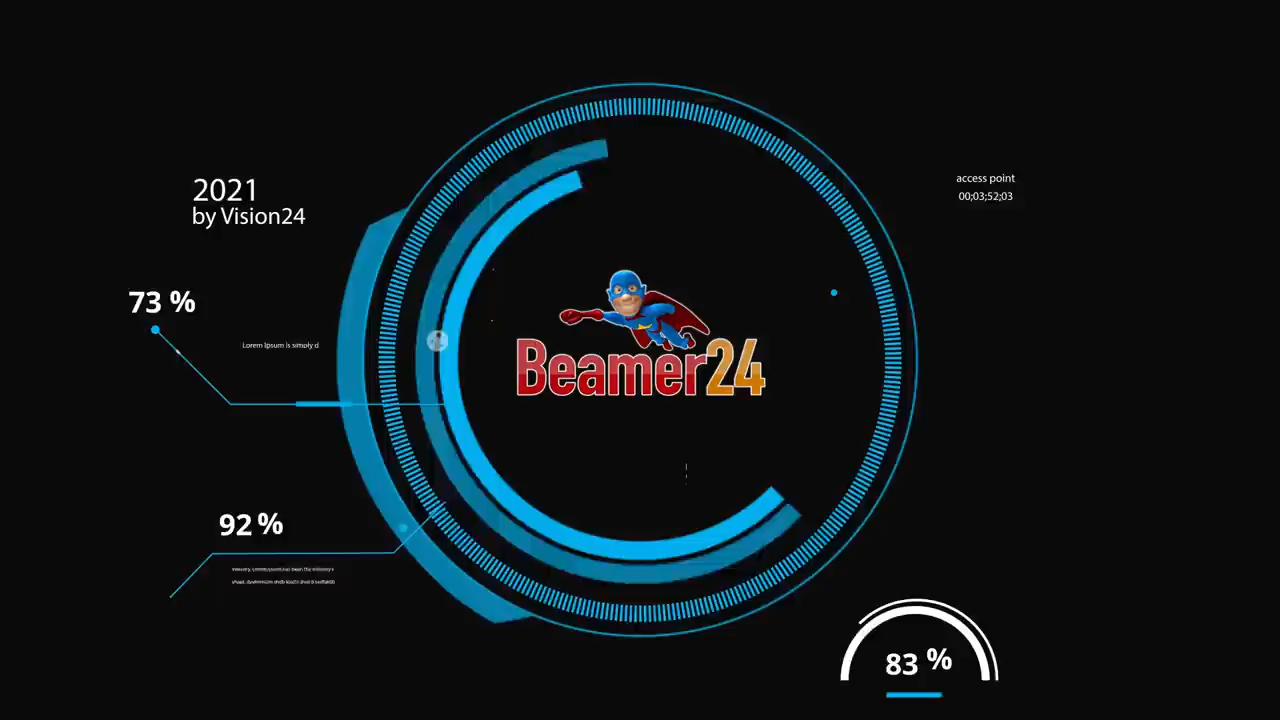 2021
by Vision24
access point
00;03;52;03
73 %
Lorem Ipsum is simply d
Beamer24
92 %
83 %